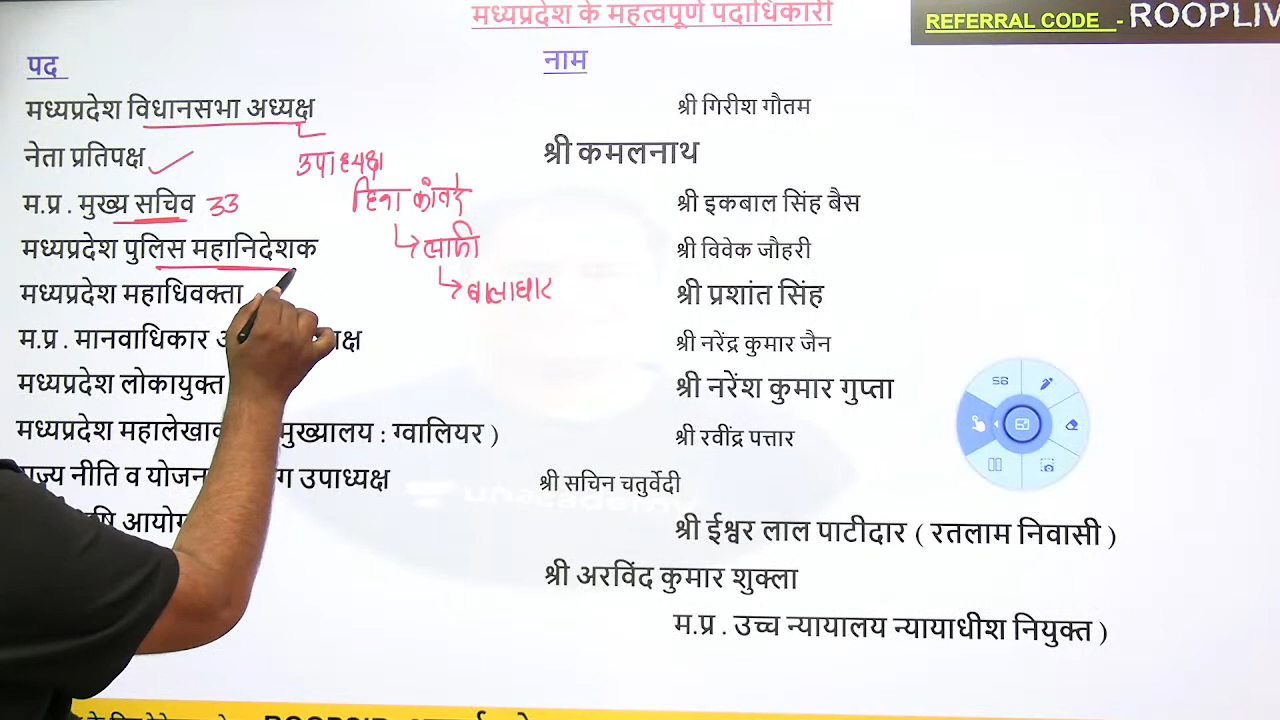 मध्यप्रदेश के महत्वपूर्ण पदाधिकारी
REFERRAL CODE - ROOPLIV
पद नाम
मध्यप्रदेश विधानसभा अध्यक्ष श्री गिरीश गौतम
नेता प्रतिपक्ष श्री कमलनाथ
उपाध्यक्ष
हिना कांवरे
म.प्र. मुख्य सचिव 33 श्री इकबाल सिंह बैस
मध्यप्रदेश पुलिस महानिदेशक श्री विवेक जौहरी
बालाघाट
मध्यप्रदेश महाधिवक्ता श्री प्रशांत सिंह
म.प्र. मानवाधिकार श्री नरेंद्र कुमार जैन
मध्यप्रदेश लोकायुक्त श्री नरेंश कुमार गुप्ता
मध्यप्रदेश मुख्यालय : ग्वालियर ) श्री रवींद्र पत्तार
नीति व उपाध्यक्ष श्री सचिन चतुर्वेदी
श्री ईश्वर लाल पाटीदार ( रतलाम निवासी )
श्री अरविंद कुमार शुक्ला
म.प्र. उच्च न्यायालय न्यायाधीश नियुक्त )
unacademy